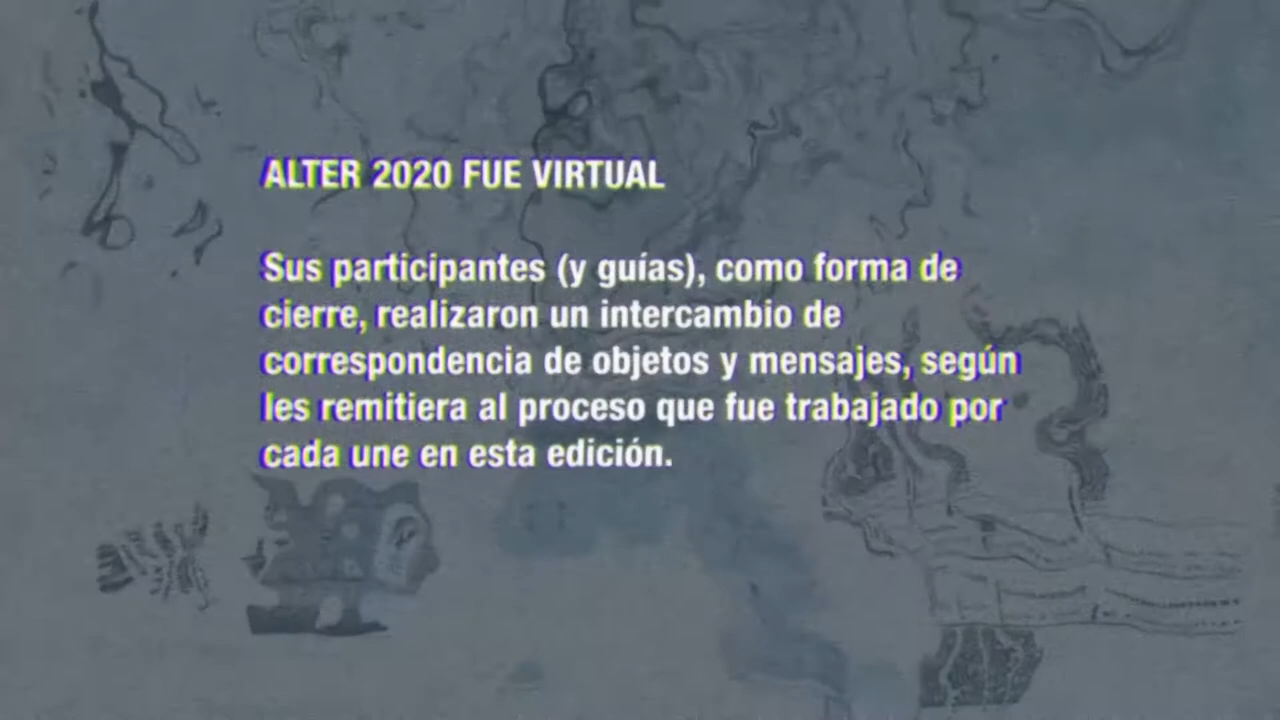 ALTER 2020 FUE VIRTUAL
Sus participantes (y guías), como forma de
cierre, realizaron un intercambio de
correspondencia de objetos y mensajes, según
les remitiera al proceso que fue trabajado por
cada une en esta edición.